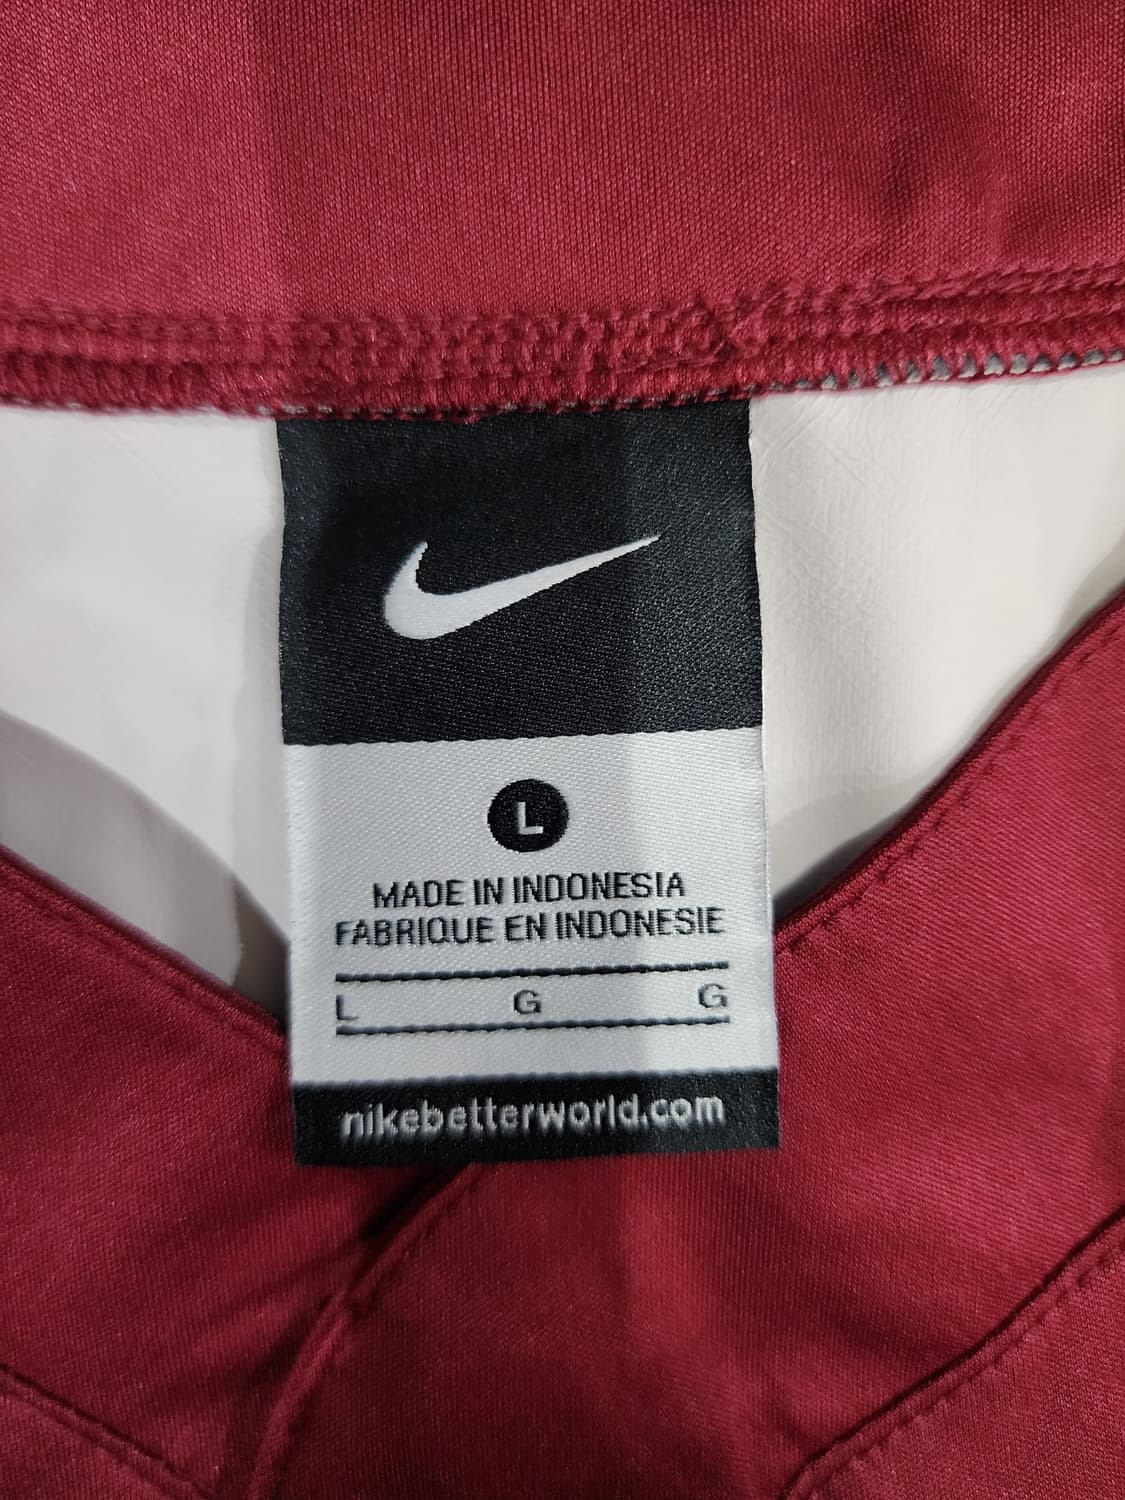 L
MADE IN INDONESIA
FABRIQUE EN INDONESIE
L G G
nikebetterworld.com